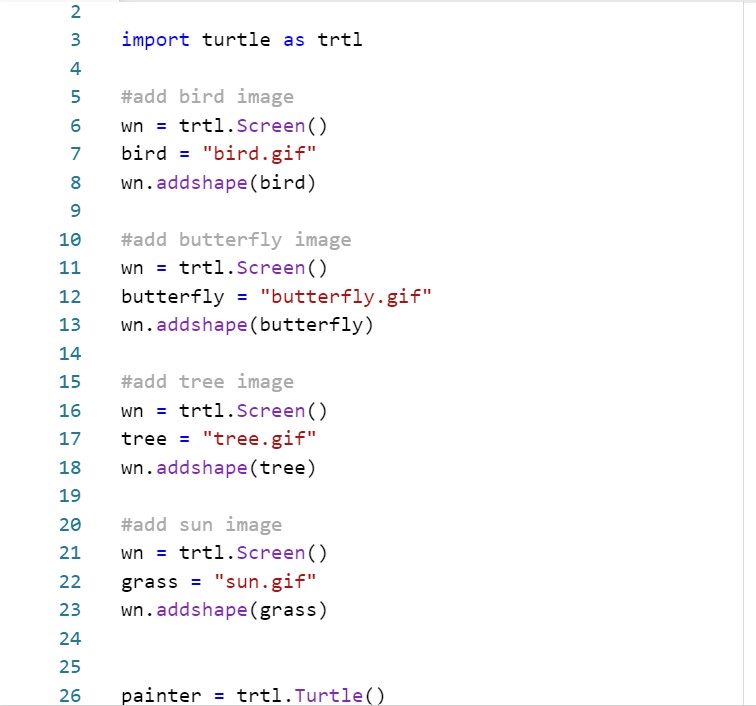 2
3 import turtle as trtl
4
5 #add bird image
6 wn = trtl.Screen()
7 bird = "bird.gif"
8 wn.addshape(bird)
9
10 #add butterfly image
11 wn = trtl.Screen()
12 butterfly = "butterfly.gif"
13 wn.addshape(butterfly)
14
15 #add tree image
16 wn = trtl.Screen()
17 tree = "tree.gif"
18 wn.addshape(tree)
19
20 #add sun image
21 wn = trtl.Screen()
22 grass = "sun.gif"
23 wn.addshape(grass)
24
25
26 painter = trtl.Turtle()